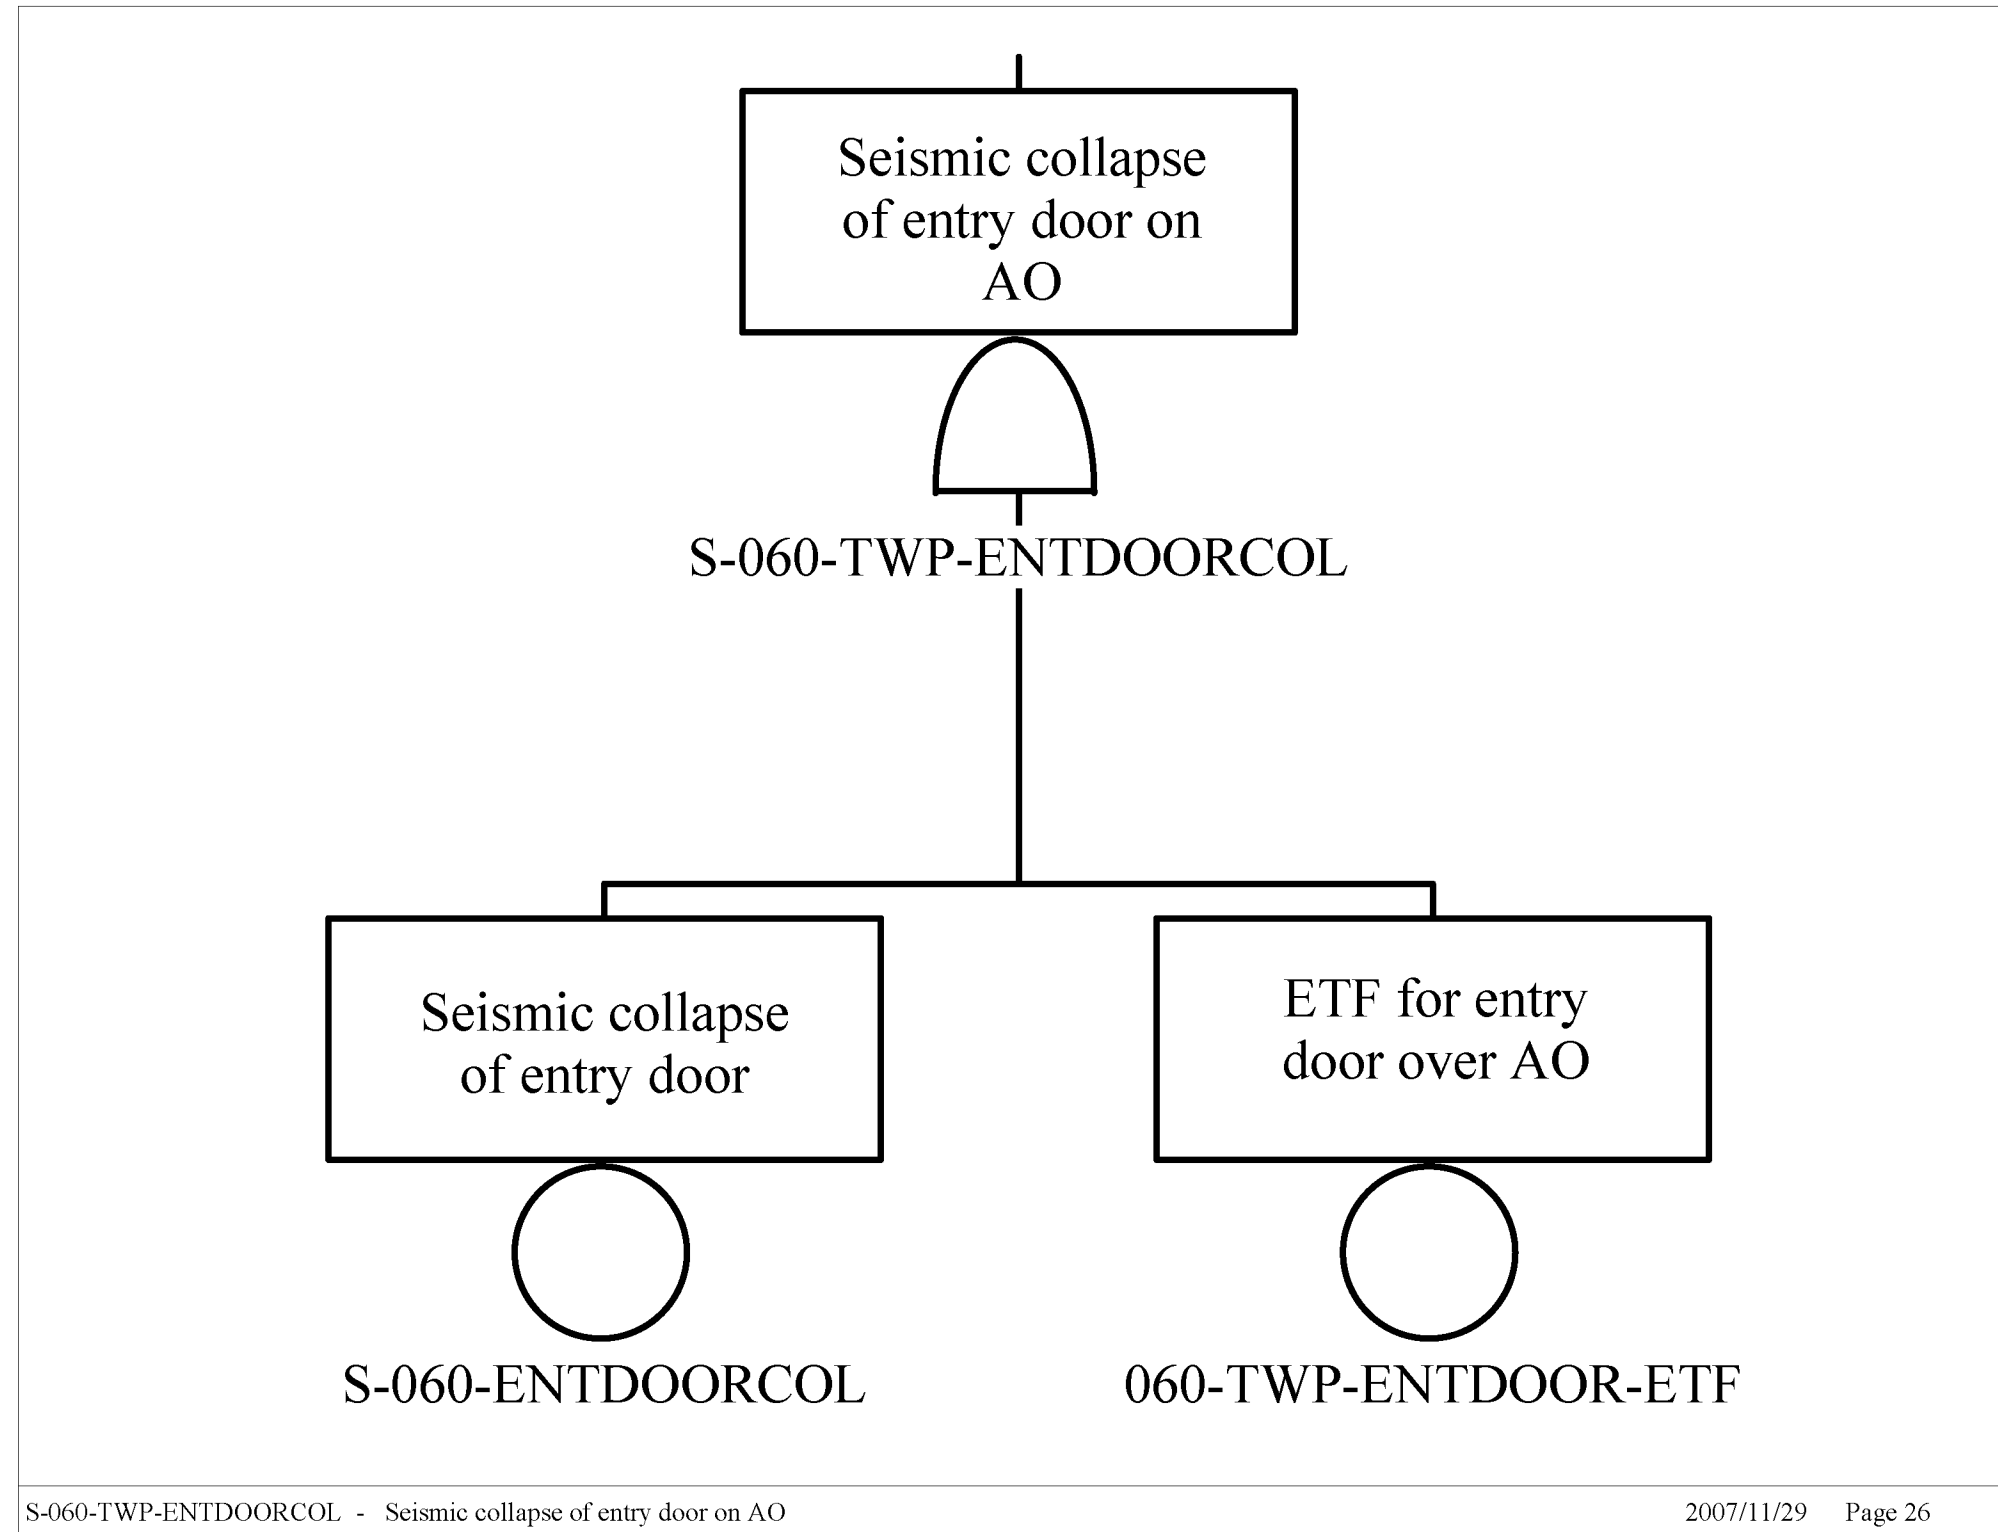 Seismic collapse
of entry door on
AO
S-060-TWP-ENTDOORCOL
Seismic collapse
of entry door
S-060-ENTDOORCOL
ETF for entry
door over AO
060-TWP-ENTDOOR-ETF
S-060-TWP-ENTDOORCOL - Seismic collapse of entry door on AO
2007/11/29 Page 26